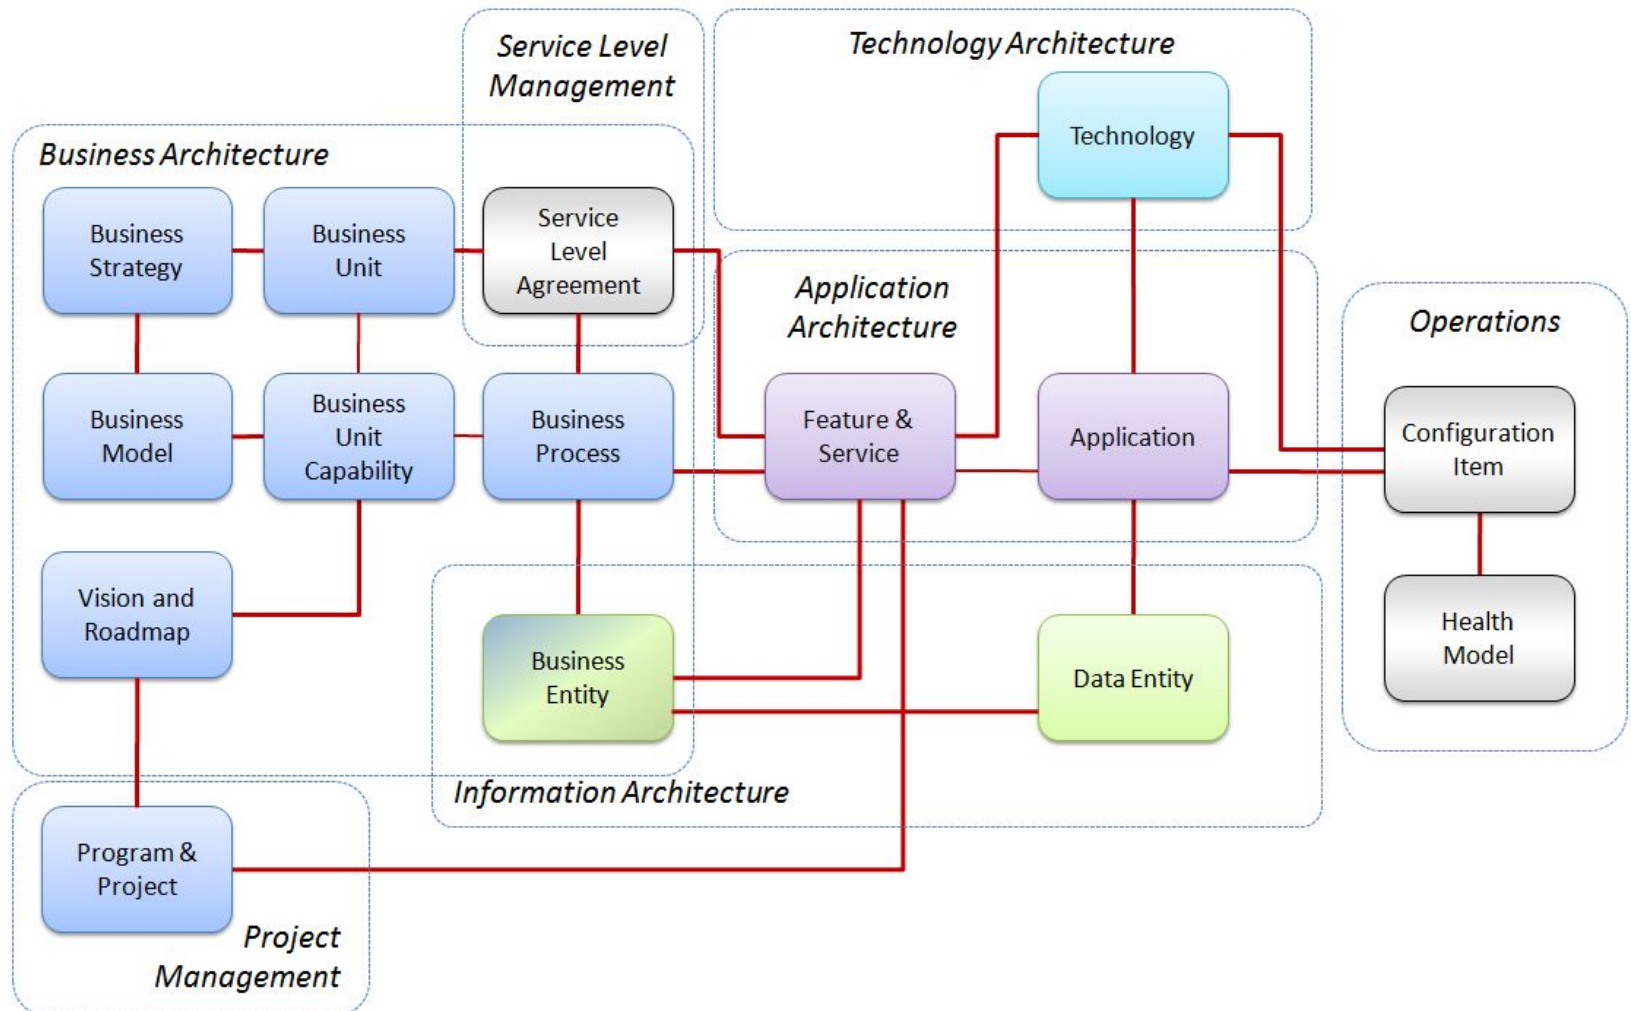 Service Level
Management
Technology Architecture
Technology
Business Architecture
Business
Strategy
Business
Unit
Service
Level
Agreement
Application
Architecture
Operations
Business
Model
Business
Unit
Capability
Business
Process
Feature &
Service
Application
Configuration
Item
Vision and
Roadmap
Business
Entity
Data Entity
Health
Model
Information Architecture
Program &
Project
Project
Management